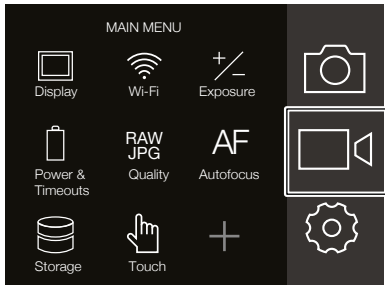 MAIN MENU
Display
Wi-Fi
Exposure
Power &
Timeouts
RAW
JPG
Quality
AF
Autofocus
Storage
Touch